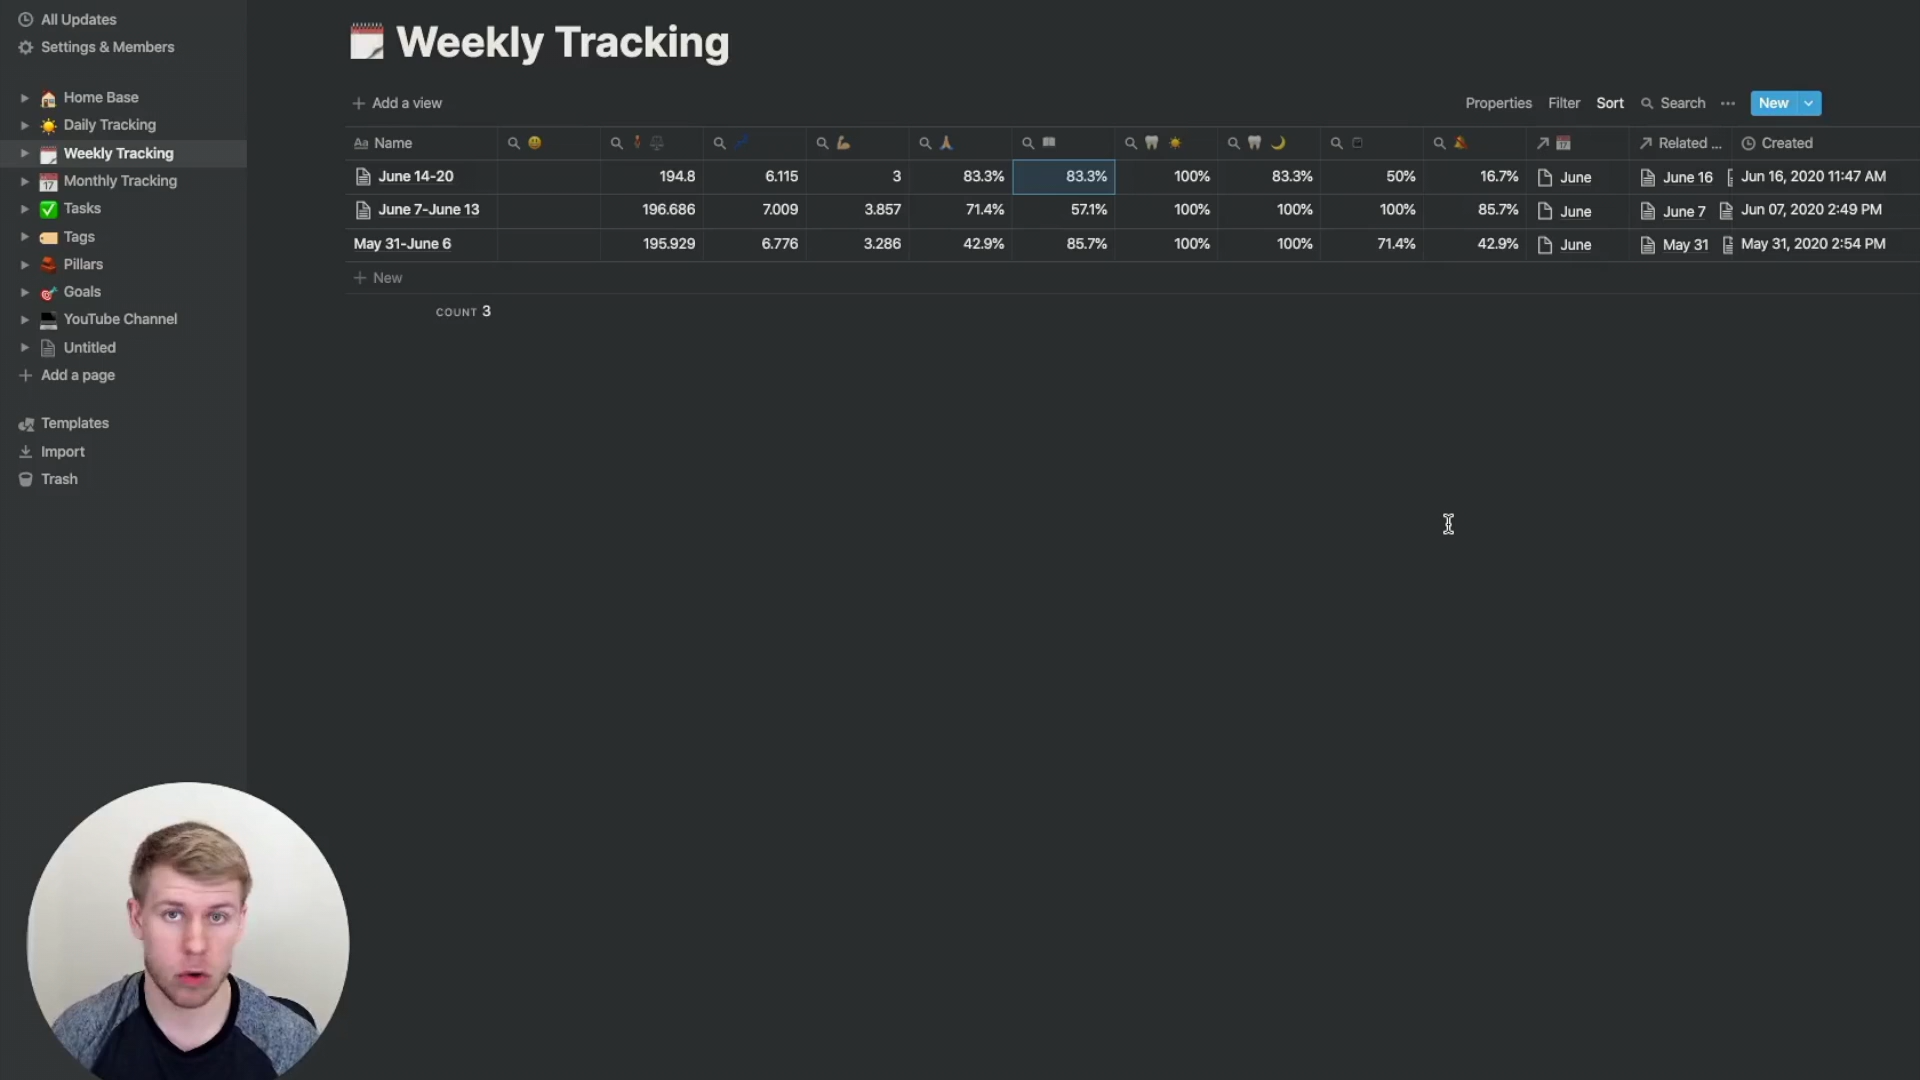 All Updates
Settings & Members
Home Base
Daily Tracking
Weekly Tracking
Monthly Tracking
Tasks
Tags
Pillars
Goals
YouTube Channel
Untitled
Add a page
Templates
Import
Trash
Weekly Tracking
Add a view
Properties Filter Sort Search ... New
Aa Name Related ... Created
June 14-20 194.8 6.115 3 83.3% 83.3% 100% 83.3% 50% 16.7% June June 16 Jun 16, 2020 11:47 AM
June 7-June 13 196.686 7.009 3.857 71.4% 57.1% 100% 100% 100% 85.7% June June 7 Jun 07, 2020 2:49 PM
May 31-June 6 195.929 6.776 3.286 42.9% 85.7% 100% 100% 71.4% 42.9% June May 31 May 31, 2020 2:54 PM
New
COUNT 3